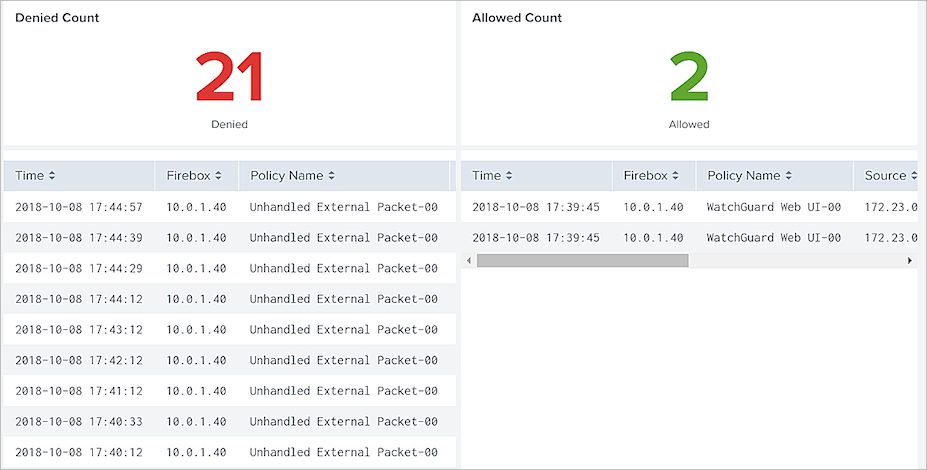 Denied Count
21
Denied
Time Firebox Policy Name
2018-10-08 17:44:57 10.0.1.40 Unhandled External Packet-00
2018-10-08 17:44:39 10.0.1.40 Unhandled External Packet-00
2018-10-08 17:44:29 10.0.1.40 Unhandled External Packet-00
2018-10-08 17:44:12 10.0.1.40 Unhandled External Packet-00
2018-10-08 17:43:12 10.0.1.40 Unhandled External Packet-00
2018-10-08 17:42:12 10.0.1.40 Unhandled External Packet-00
2018-10-08 17:41:12 10.0.1.40 Unhandled External Packet-00
2018-10-08 17:40:33 10.0.1.40 Unhandled External Packet-00
2018-10-08 17:40:12 10.0.1.40 Unhandled External Packet-00
Allowed Count
2
Allowed
Time Firebox Policy Name Source
2018-10-08 17:39:45 10.0.1.40 WatchGuard Web UI-00 172.23.0
2018-10-08 17:39:45 10.0.1.40 WatchGuard Web UI-00 172.23.0